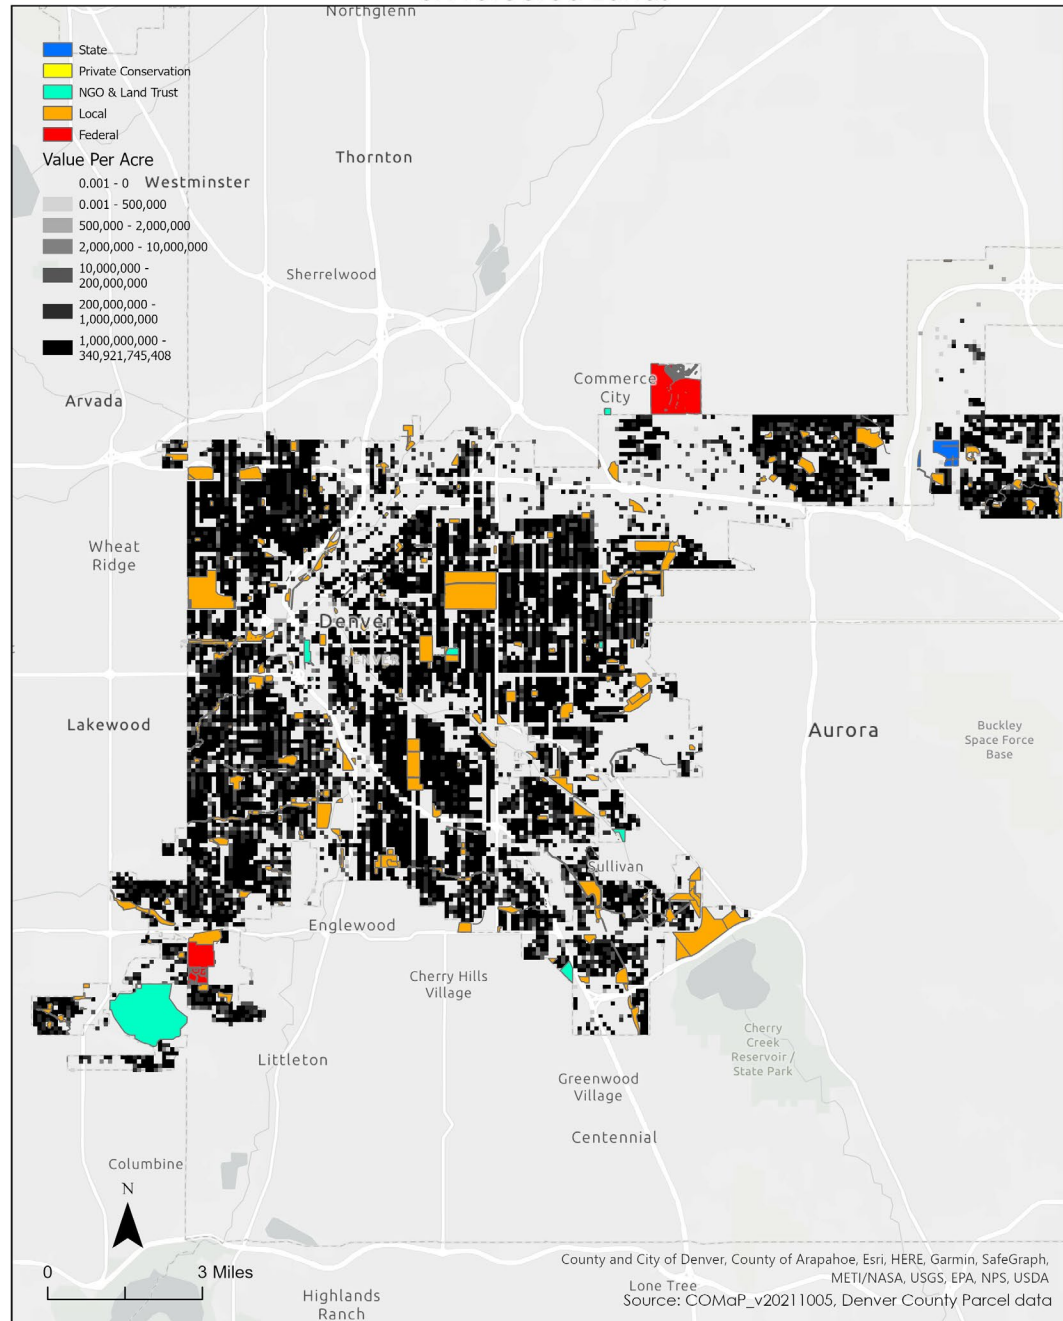 Northglenn
State
Private Conservation
NGO & Land Trust
Local
Federal
Value Per Acre
0.001 - 0
0.001 - 500,000
500,000 - 2,000,000
2,000,000 - 10,000,000
10,000,000 -
200,000,000
200,000,000 -
1,000,000,000
1,000,000,000 -
340,921,745,408
Thornton
Westminster
Sherrelwood
Commerce
City
Arvada
Wheat
Ridge
Denver
DENVER
Lakewood
Aurora
Buckley
Space Force
Base
Sullivan
Englewood
Cherry Hills
Village
Cherry
Creek
Reservoir /
State Park
Littleton
Greenwood
Village
Centennial
Columbine
N
0
3 Miles
Highlands
Ranch
Lone Tree
County and City of Denver, County of Arapahoe, Esri, HERE, Garmin, SafeGraph,
METI/NASA, USGS, EPA, NPS, USDA
Source: COMaP_v20211005, Denver County Parcel data